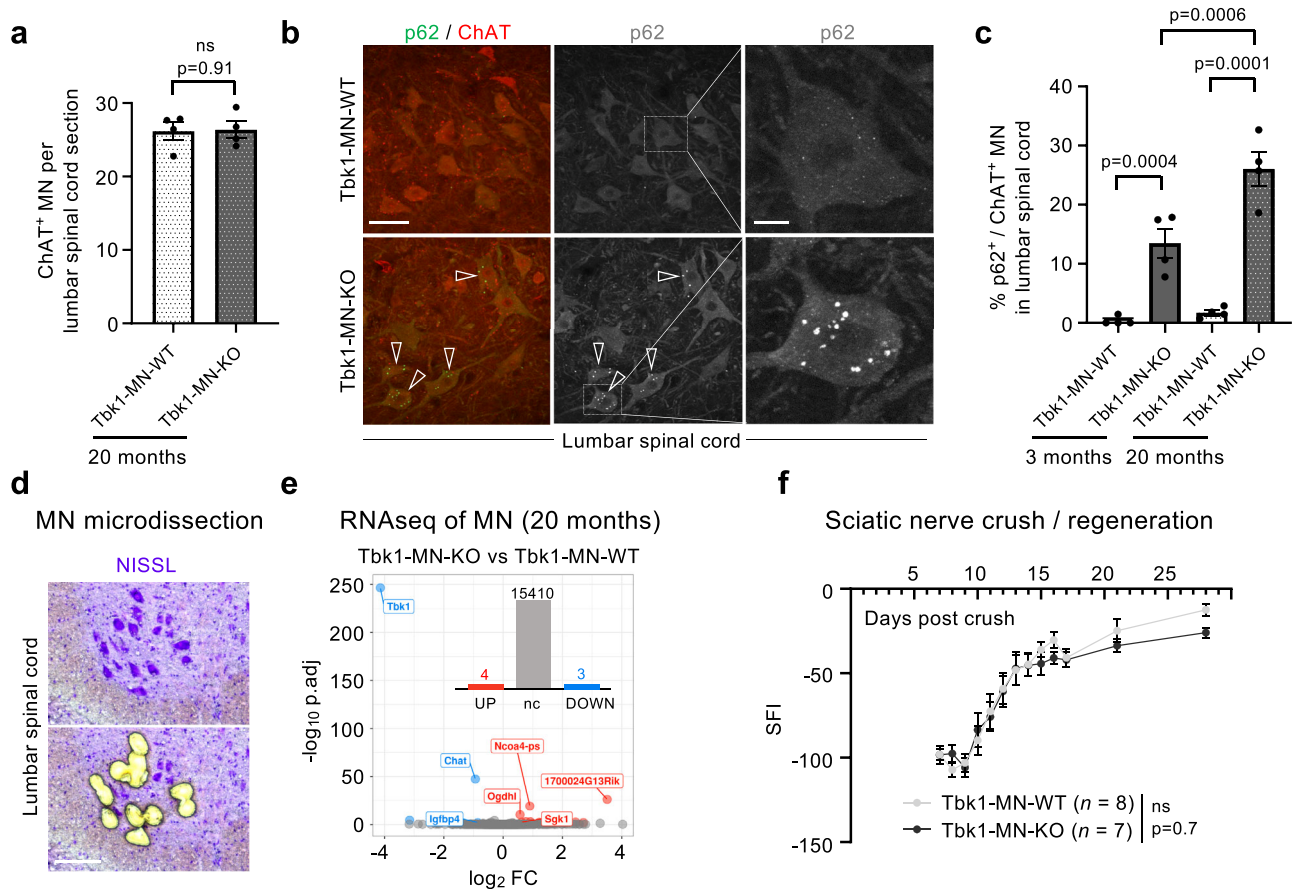 a
ns
p=0.91
ChAT⁺ MN per
lumbar spinal cord section
30
20
10
0
Tbk1-MN-WT
Tbk1-MN-KO
20 months
b
p62 / ChAT
p62
p62
Tbk1-MN-WT
Tbk1-MN-KO
Lumbar spinal cord
c
p=0.0006
p=0.0001
p=0.0004
% p62⁺ / ChAT⁺ MN
in lumbar spinal cord
40
30
20
10
0
Tbk1-MN-WT
Tbk1-MN-KO
Tbk1-MN-WT
Tbk1-MN-KO
3 months
20 months
d
MN microdissection
NISSL
Lumbar spinal cord
e
RNAseq of MN (20 months)
Tbk1-MN-KO vs Tbk1-MN-WT
-log₁₀ p.adj
250
200
150
100
50
0
Tbk1
15410
4
3
UP
nc
DOWN
Chat
Ncoa4-ps
1700024G13Rik
Ogdhl
Igfbp4
Sgk1
-4
-2
0
2
4
log₂ FC
f
Sciatic nerve crush / regeneration
5
10
15
20
25
Days post crush
SFI
0
-50
-100
-150
Tbk1-MN-WT (n = 8)
Tbk1-MN-KO (n = 7)
ns
p=0.7